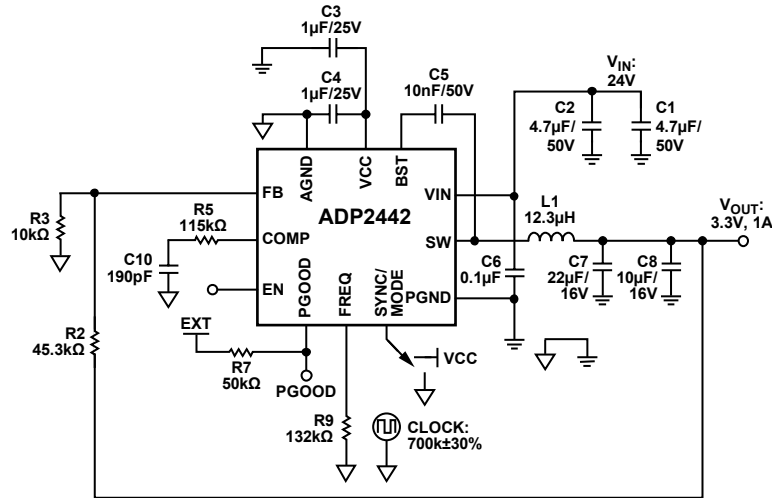 C3
1µF/25V
C4
1µF/25V
C5
10nF/50V
V_IN:
24V
C2
4.7µF/
50V
C1
4.7µF/
50V
AGND
VCC
BST
FB
VIN
ADP2442
R3
10kΩ
R5
115kΩ
COMP
SW
L1
12.3µH
V_OUT:
3.3V, 1A
C10
190pF
EN
PGOOD
FREQ
SYNC/
MODE
PGND
C6
0.1µF
C7
22µF/
16V
C8
10µF/
16V
R2
45.3kΩ
EXT
R7
50kΩ
PGOOD
VCC
R9
132kΩ
CLOCK:
700k±30%